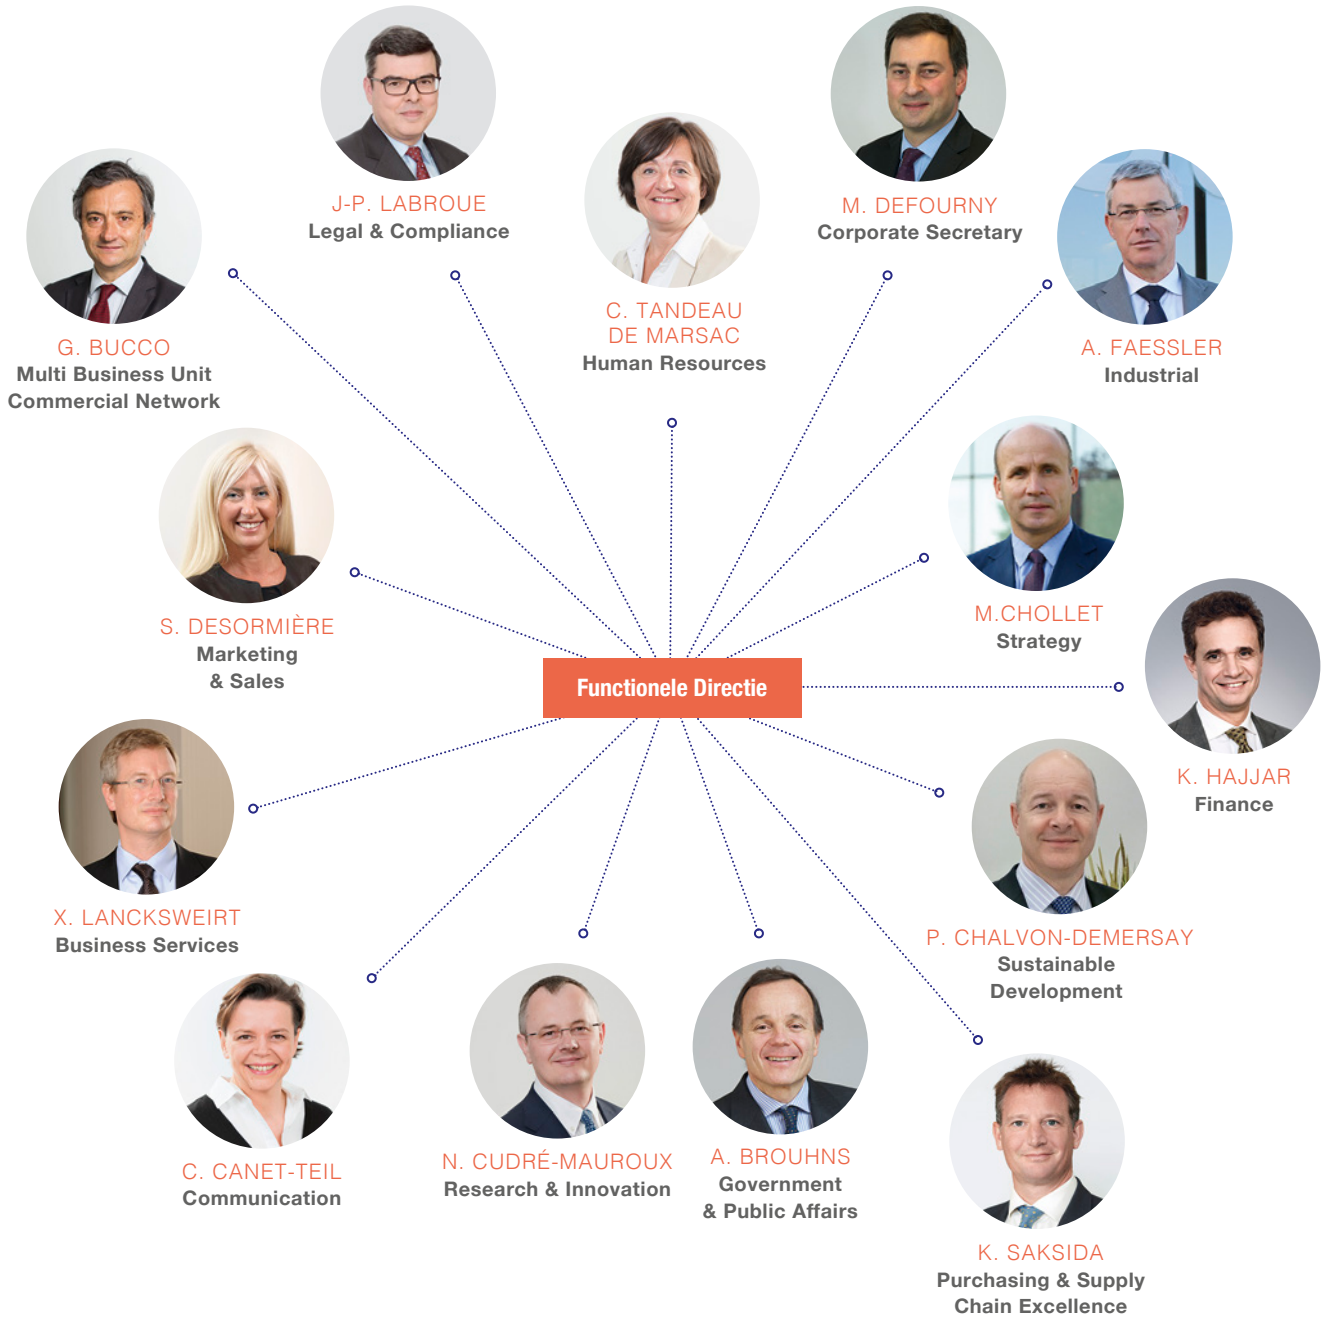 J-P. LABROUE
Legal & Compliance
M. DEFOURNY
Corporate Secretary
C. TANDEAU
DE MARSAC
Human Resources
G. BUCCO
Multi Business Unit
Commercial Network
A. FAESSLER
Industrial
S. DESORMIÈRE
Marketing
& Sales
M.CHOLLET
Strategy
Functionele Directie
K. HAJJAR
Finance
X. LANCKSWEIRT
Business Services
P. CHALVON-DEMERSAY
Sustainable
Development
C. CANET-TEIL
Communication
N. CUDRÉ-MAUROUX
Research & Innovation
A. BROUHNS
Government
& Public Affairs
K. SAKSIDA
Purchasing & Supply
Chain Excellence